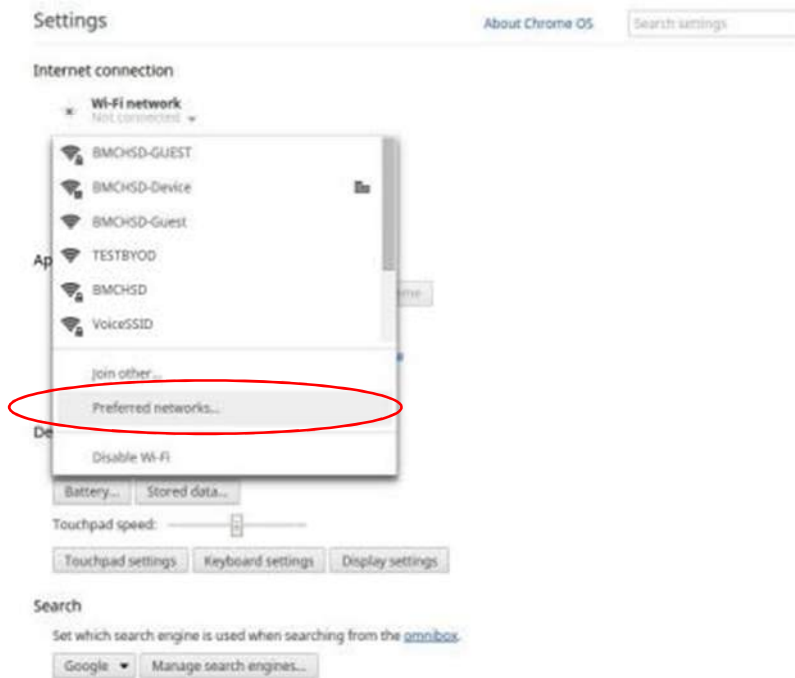 Settings
About Chrome OS
Search settings
Internet connection
Wi-Fi network
Not connected
BMCHSD-GUEST
BMCHSD-Device
BMCHSD-Guest
TESTBYOD
Ap
BMCHSD
VoiceSSID
Join other...
Preferred networks...
De
Disable Wi-Fi
Battery... Stored data...
Touchpad speed:
Touchpad settings Keyboard settings Display settings
Search
Set which search engine is used when searching from the omnibox.
Google Manage search engines...